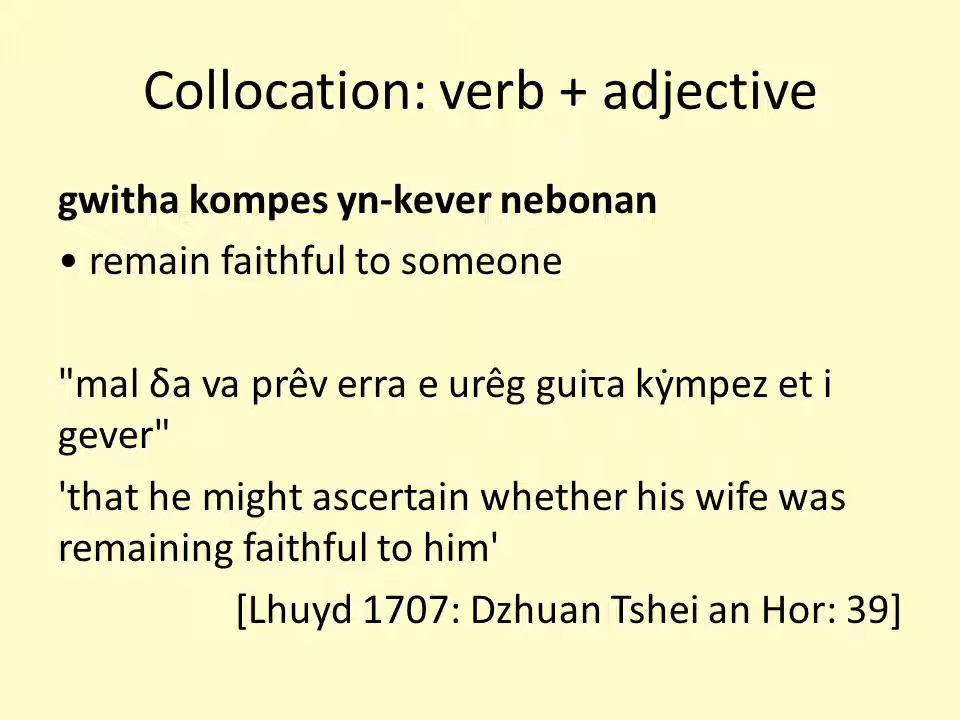 Collocation: verb + adjective
gwitha kompes yn-kever nebonan
• remain faithful to someone
"mal δa va prêv erra e urêg guiτa kẏmpez et i
gever"
'that he might ascertain whether his wife was
remaining faithful to him'
[Lhuyd 1707: Dzhuan Tshei an Hor: 39]